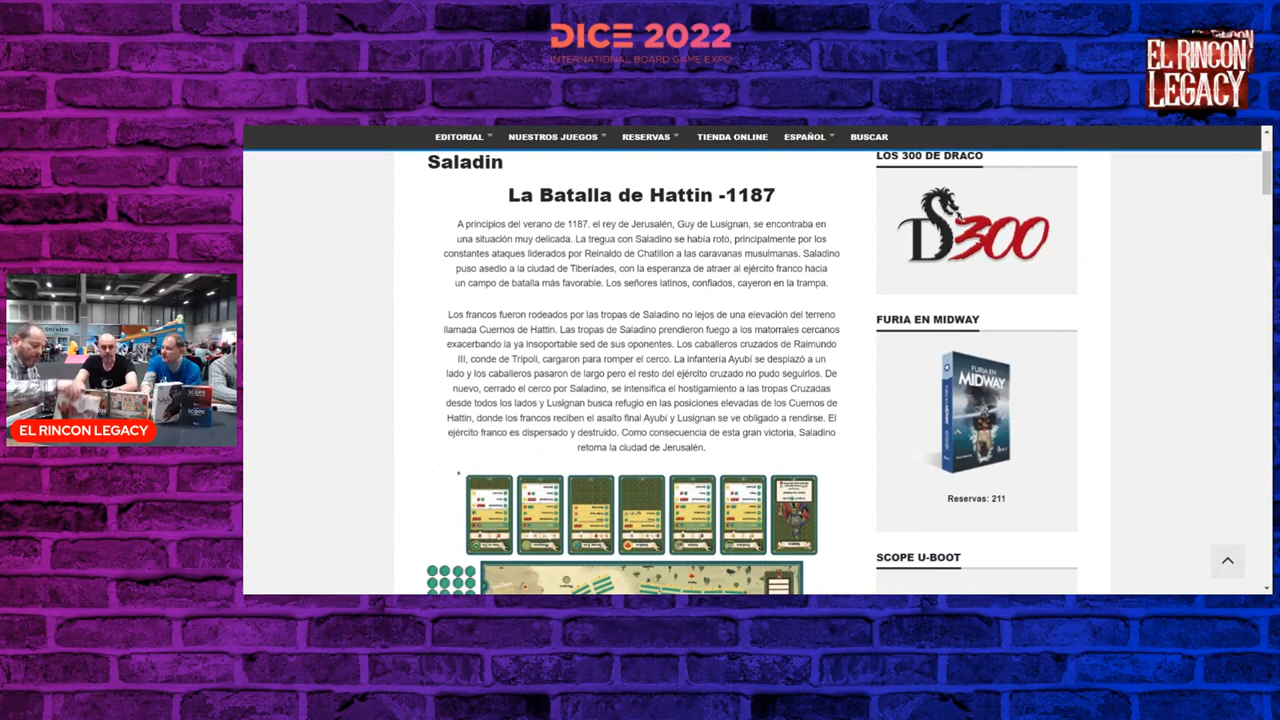 DICE 2022
INTERNATIONAL BOARD GAME EXPO
EL RINCON
LEGACY
EDITORIAL
NUESTROS JUEGOS
RESERVAS
TIENDA ONLINE
ESPAÑOL
BUSCAR
Saladin
La Batalla de Hattin -1187
A principios del verano de 1187. el rey de Jerusalén, Guy de Lusignan, se encontraba en
una situación muy delicada. La tregua con Saladino se había roto, principalmente por los
constantes ataques liderados por Reinaldo de Chatillon a las caravanas musulmanas. Saladino
puso asedio a la ciudad de Tiberíades, con la esperanza de atraer al ejército franco hacia
un campo de batalla más favorable. Los señores latinos, confiados, cayeron en la trampa.
Los francos fueron rodeados por las tropas de Saladino no lejos de una elevación del terreno
llamada Cuernos de Hattin. Las tropas de Saladino prendieron fuego a los matorrales cercanos
exacerbando la ya insoportable sed de sus oponentes. Los caballeros cruzados de Raimundo
III, conde de Trípoli, cargaron para romper el cerco. La infantería Ayubí se desplazó a un
lado y los caballeros pasaron de largo pero el resto del ejército cruzado no pudo seguirlos. De
nuevo, cerrado el cerco por Saladino, se intensifica el hostigamiento a las tropas Cruzadas
desde todos los lados y Lusignan busca refugio en las posiciones elevadas de los Cuernos de
Hattin, donde los francos reciben el asalto final Ayubí y Lusignan se ve obligado a rendirse. El
ejército franco es dispersado y destruido. Como consecuencia de esta gran victoria, Saladino
retoma la ciudad de Jerusalén.
LOS 300 DE DRACO
DS300
FURIA EN MIDWAY
FURIA EN
MIDWAY
Reservas: 211
SCOPE U-BOOT
service
SCOPE
SCOPE
EL RINCON LEGACY